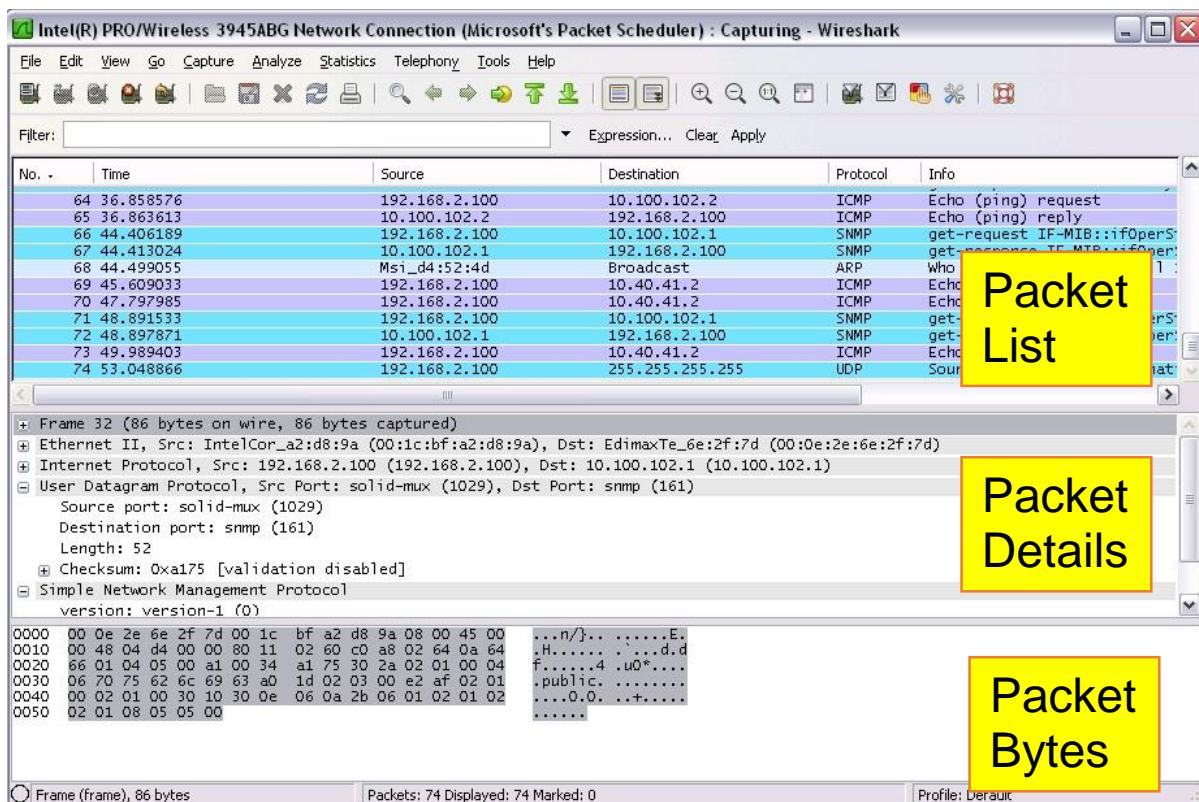 Intel(R) PRO/Wireless 3945ABG Network Connection (Microsoft's Packet Scheduler) : Capturing - Wireshark
File Edit View Go Capture Analyze Statistics Telephony Tools Help
Filter: Expression... Clear Apply
No. Time Source Destination Protocol Info
64 36.858576 192.168.2.100 10.100.102.2 ICMP Echo (ping) request
65 36.863613 10.100.102.2 192.168.2.100 ICMP Echo (ping) reply
66 44.406189 192.168.2.100 10.100.102.1 SNMP get-request IF-MIB::ifOperS
67 44.413024 10.100.102.1 192.168.2.100 SNMP
68 44.499055 Msi_d4:52:4d Broadcast ARP Who
69 45.609033 192.168.2.100 10.40.41.2 ICMP Echo
70 47.797985 192.168.2.100 10.40.41.2 ICMP Echo
71 48.891533 192.168.2.100 10.100.102.1 SNMP get-
72 48.897871 10.100.102.1 192.168.2.100 SNMP get-
73 49.989403 192.168.2.100 10.40.41.2 ICMP Echo
74 53.048866 192.168.2.100 255.255.255.255 UDP Sour
Packet
List
Frame 32 (86 bytes on wire, 86 bytes captured)
Ethernet II, Src: IntelCor_a2:d8:9a (00:1c:bf:a2:d8:9a), Dst: EdimaxTe_6e:2f:7d (00:0e:2e:6e:2f:7d)
Internet Protocol, Src: 192.168.2.100 (192.168.2.100), Dst: 10.100.102.1 (10.100.102.1)
User Datagram Protocol, Src Port: solid-mux (1029), Dst Port: snmp (161)
Source port: solid-mux (1029)
Destination port: snmp (161)
Length: 52
Checksum: 0xa175 [validation disabled]
Simple Network Management Protocol
version: version-1 (0)
Packet
Details
0000 00 0e 2e 6e 2f 7d 00 1c bf a2 d8 9a 08 00 45 00 ...n/}.. ......E.
0010 00 48 04 d4 00 00 80 11 02 60 c0 a8 02 64 0a 64 .H...... .`...d.d
0020 66 01 04 05 00 a1 00 34 a1 75 30 2a 02 01 00 04 f......4 .u0*....
0030 06 70 75 62 6c 69 63 a0 1d 02 03 00 e2 af 02 01 .public. ........
0040 00 02 01 00 30 10 30 0e 06 0a 2b 06 01 02 01 02 ....0.0. ..+.....
0050 02 01 08 05 05 00 ......
Packet
Bytes
Frame (frame), 86 bytes Packets: 74 Displayed: 74 Marked: 0 Profile: Default